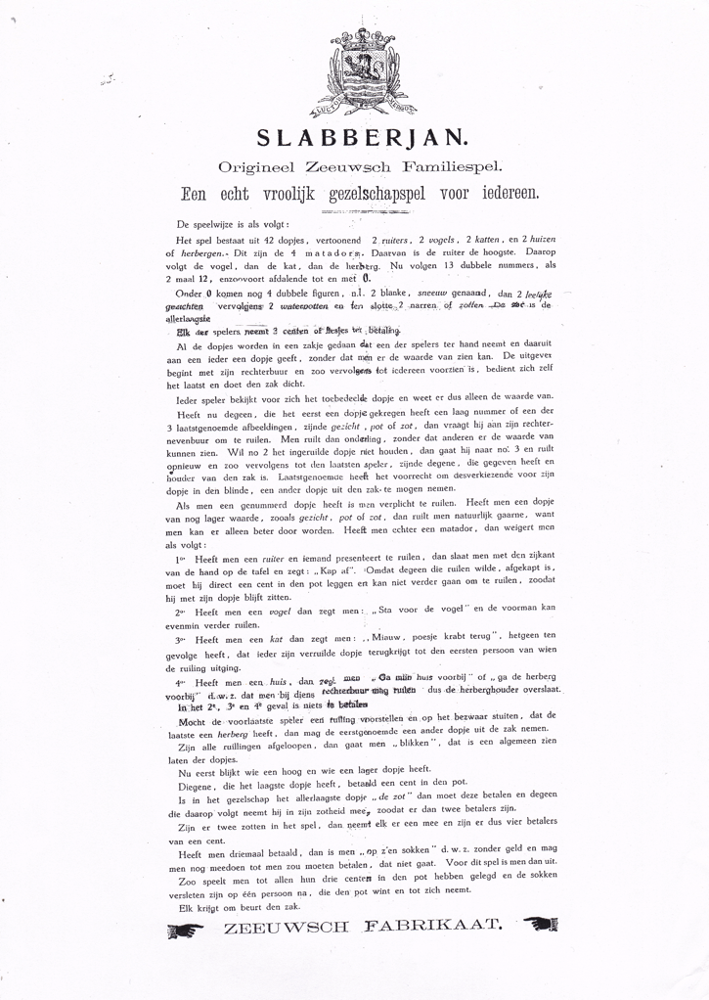 LUCTOR EMERGO
SLABBERJAN.
Origineel Zeeuwsch Familiespel.
Een echt vroolijk gezelschapspel voor iedereen.
De speelwijze is als volgt :
Het spel bestaat uit 42 dopjes, vertoonend 2 ruiters, 2 vogels, 2 katten, en 2 huizen
of herbergen.- Dit zijn de 4 matadors. Daarvan is de ruiter de hoogste. Daarop
volgt de vogel, dan de kat, dan de herberg. Nu volgen 13 dubbele nummers, als
2 maal 12, enzoovort afdalende tot en met 0.
Onder 0 komen nog 4 dubbele figuren, n.l. 2 blanke, sneeuw genaamd, dan 2 leelijke
gezichten vervolgens 2 waterpotten en ten slotte 2 narren of zotten De zot is de
allerlaagste
Elk der spelers neemt 3 centen of fiesjes tot betaling.
Al de dopjes worden in een zakje gedaan dat een der spelers ter hand neemt en daaruit
aan een ieder een dopje geeft, zonder dat men er de waarde van zien kan. De uitgever
begint met zijn rechterbuur en zoo vervolgens tot iedereen voorzien is, bedient zich zelf
het laatst en doet den zak dicht.
Ieder speler bekijkt voor zich het toebedeelde dopje en weet er dus alleen de waarde van.
Heeft nu degeen, die het eerst een dopje gekregen heeft een laag nummer of een der
3 laatstgenoemde afbeeldingen, zijnde gezicht, pot of zot, dan vraagt hij aan zijn rechter-
nevenbuur om te ruilen. Men ruilt dan onderling, zonder dat anderen er de waarde van
kunnen zien. Wil no 2 het ingeruilde dopje niet houden, dan gaat hij naar no. 3 en ruilt
opnieuw en zoo vervolgens tot den laatsten speler, zijnde degene, die gegeven heeft en
houder van den zak is. Laatstgenoemde heeft het voorrecht om desverkiezende voor zijn
dopje in den blinde, een ander dopje uit den zak te mogen nemen.
Als men een genummerd dopje heeft is men verplicht te ruilen. Heeft men een dopje
van nog lager waarde, zooals gezicht, pot of zot, dan ruilt men natuurlijk gaarne, want
men kan er alleen beter door worden. Heeft men echter een matador, dan weigert men
als volgt :
1o. Heeft men een ruiter en iemand presenteert te ruilen, dan slaat men met den zijkant
van de hand op de tafel en zegt : „Kap af". Omdat degeen die ruilen wilde, afgekapt is,
moet hij direct een cent in den pot leggen en kan niet verder gaan om te ruilen, zoodat
hij met zijn dopje blijft zitten.
2o. Heeft men een vogel dan zegt men : „Sta voor de vogel" en de voorman kan
evenmin verder ruilen.
3o. Heeft men een kat dan zegt men : ,,Miauw, poesje krabt terug", hetgeen ten
gevolge heeft, dat ieder zijn verruilde dopje terugkrijgt tot den eersten persoon van wien
de ruiling uitging.
4o. Heeft men een huis, dan zegt men „Ga mijn huis voorbij" of „ga de herberg
voorbij" d.w.z. dat men bij diens rechterbuur mag ruilen dus de herberghouder overslaat.
In het 2e, 3e en 4e geval is niets te betalen
Mocht de voorlaatste speler een ruiling voorstellen en op het bezwaar stuiten, dat de
laatste een herberg heeft, dan mag de eerstgenoemde een ander dopje uit de zak nemen.
Zijn alle ruillingen afgeloopen, dan gaat men „blikken", dat is een algemeen zien
laten der dopjes.
Nu eerst blijkt wie een hoog en wie een lager dopje heeft.
Diegene, die het laagste dopje heeft, betaald een cent in den pot.
Is in het gezelschap het allerlaagste dopje „de zot" dan moet deze betalen en degeen
die daarop volgt neemt hij in zijn zotheid mee, zoodat er dan twee betalers zijn.
Zijn er twee zotten in het spel, dan neemt elk er een mee en zijn er dus vier betalers
van een cent.
Heeft men driemaal betaald, dan is men „op z'en sokken" d.w.z. zonder geld en mag
men nog meedoen tot men zou moeten betalen, dat niet gaat. Voor dit spel is men dan uit.
Zoo speelt men tot allen hun drie centen in den pot hebben gelegd en de sokken
versleten zijn op één persoon na, die den pot wint en tot zich neemt.
Elk krijgt om beurt den zak.
ZEEUWSCH FABRIKAAT.